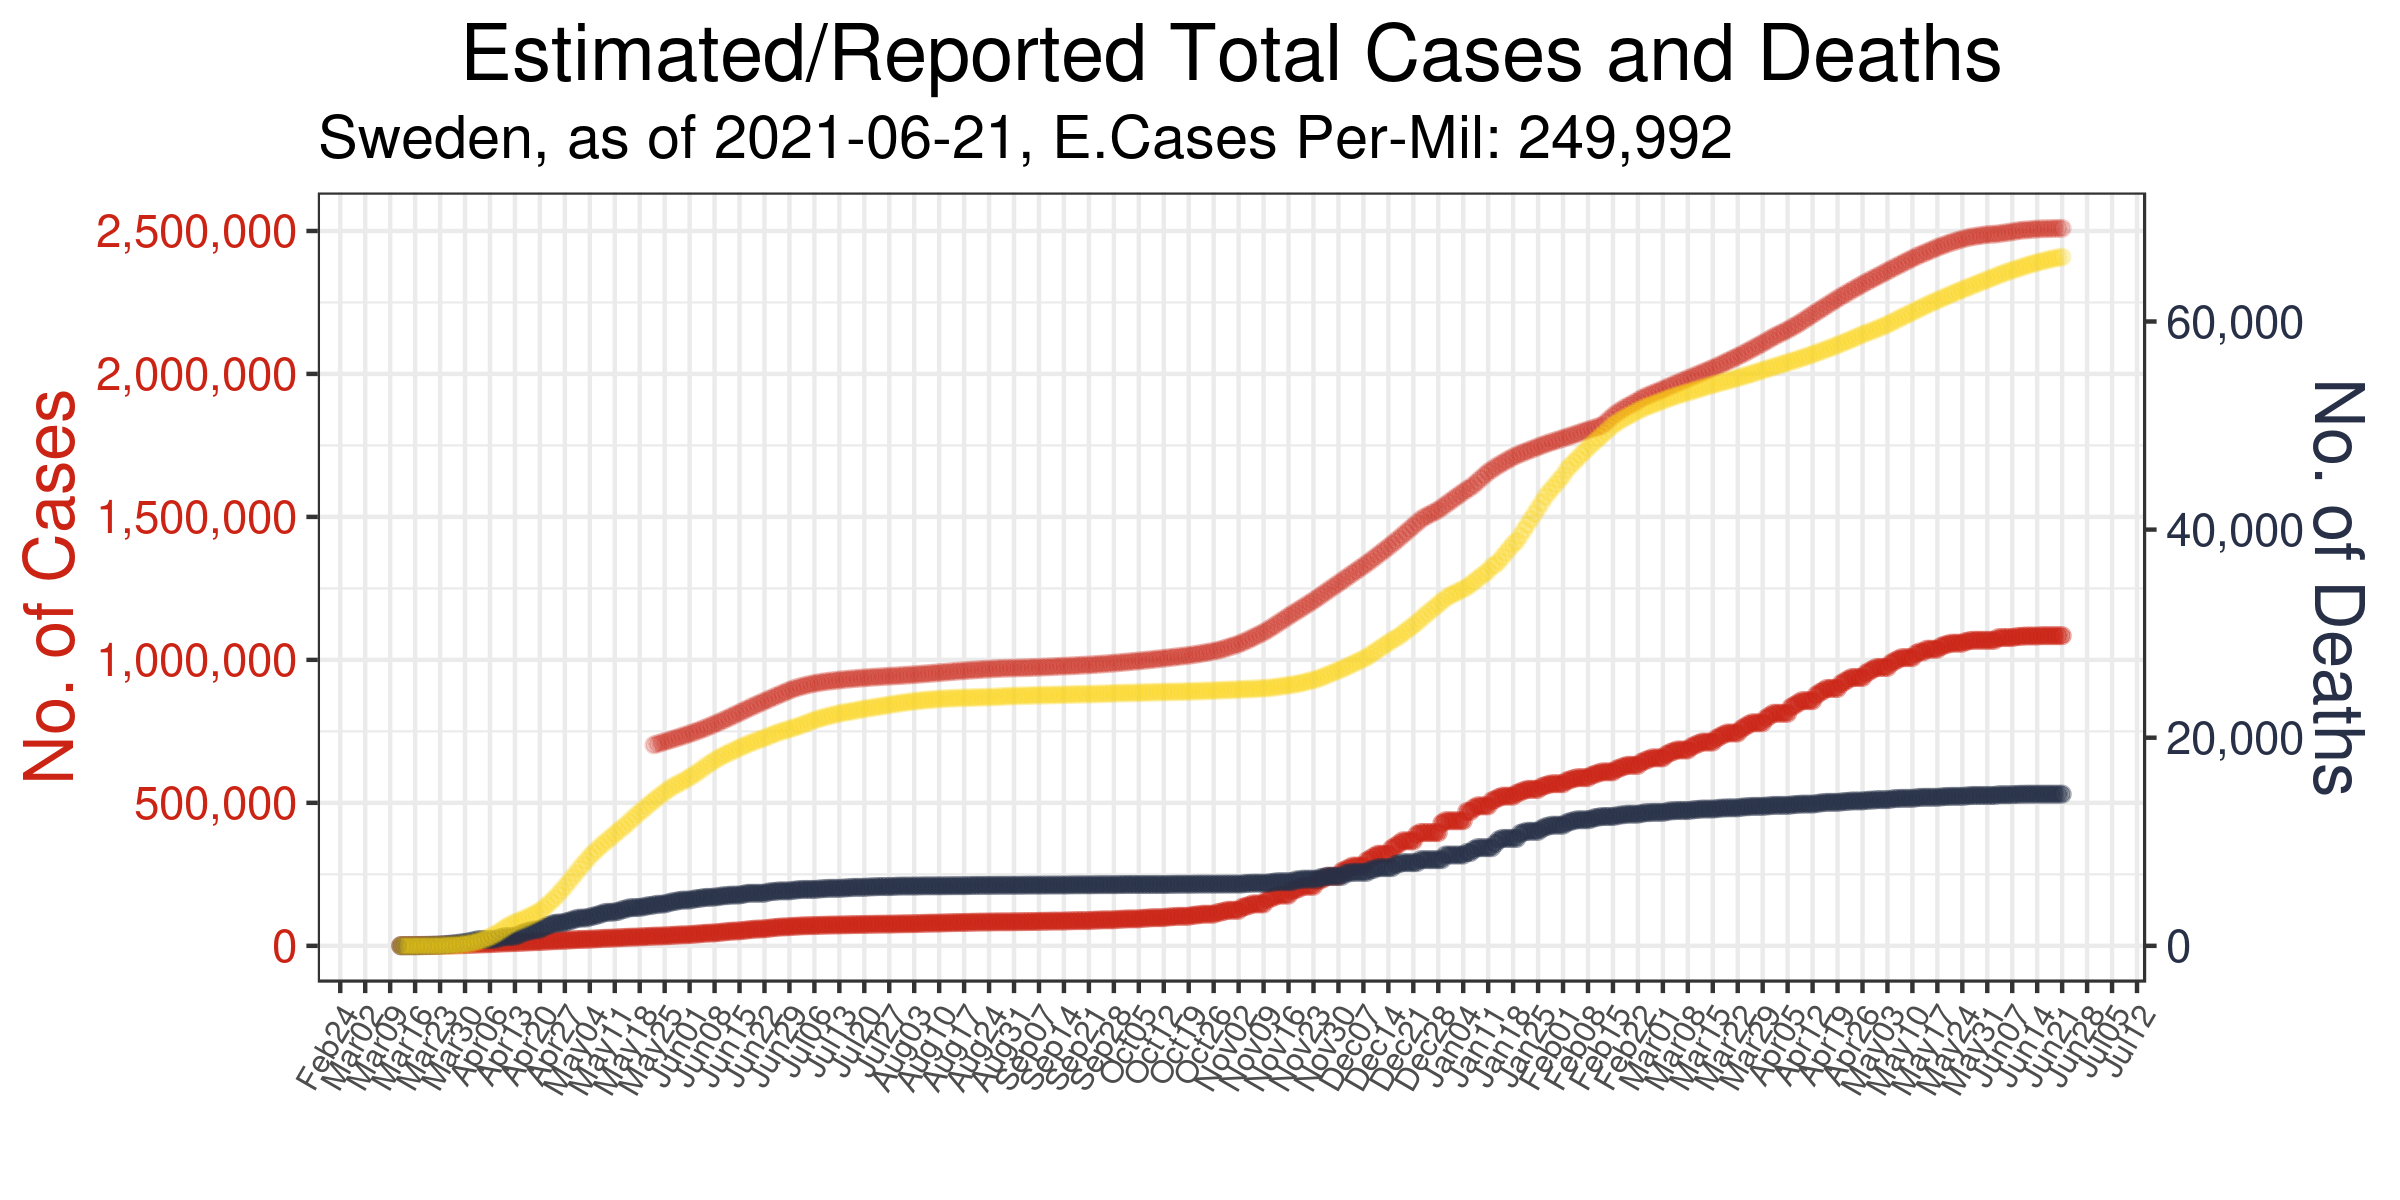 Estimated/Reported Total Cases and Deaths
Sweden, as of 2021-06-21, E.Cases Per-Mil: 249,992
No. of Cases
2,500,000
2,000,000
1,500,000
1,000,000
500,000
0
60,000
40,000
20,000
0
No. of Deaths
Feb24
Mar02
Mar09
Mar16
Mar23
Mar30
Apr06
Apr13
Apr20
Apr27
May04
May11
May18
May25
Jun01
Jun08
Jun15
Jun22
Jun29
Jul06
Jul13
Jul20
Jul27
Aug03
Aug10
Aug17
Aug24
Aug31
Sep07
Sep14
Sep21
Sep28
Oct05
Oct12
Oct19
Oct26
Nov02
Nov09
Nov16
Nov23
Nov30
Dec07
Dec14
Dec21
Dec28
Jan04
Jan11
Jan18
Jan25
Feb01
Feb08
Feb15
Feb22
Mar01
Mar08
Mar15
Mar22
Mar29
Apr05
Apr12
Apr19
Apr26
May03
May10
May17
May24
May31
Jun07
Jun14
Jun21
Jun28
Jul05
Jul12